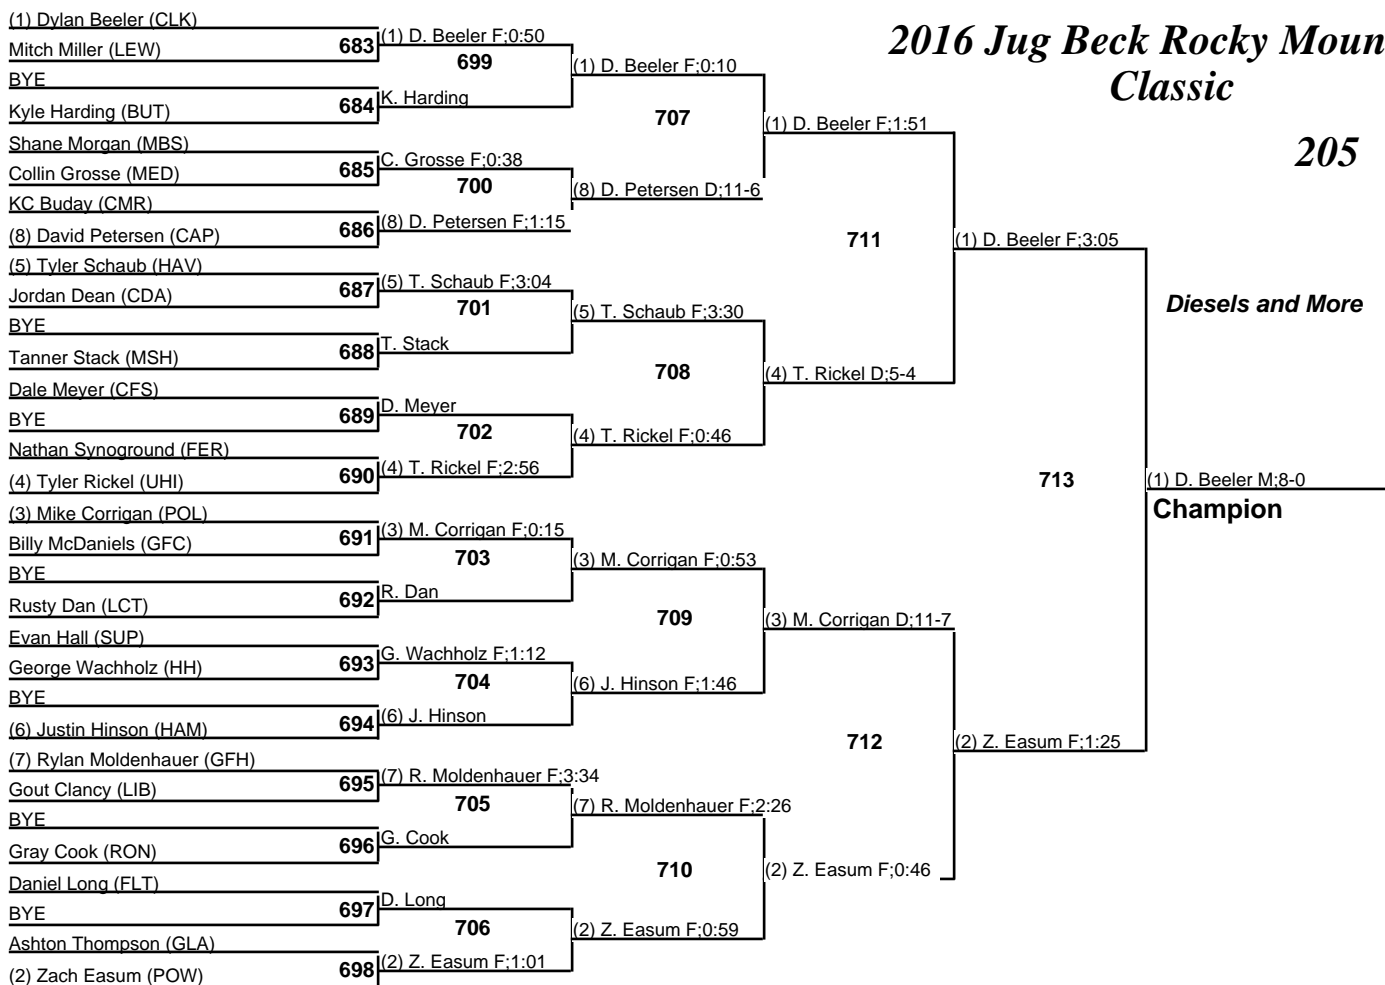 2016 Jug Beck Rocky Moun
Classic
205
Diesels and More
(1) Dylan Beeler (CLK)
Mitch Miller (LEW)
683
BYE
Kyle Harding (BUT)
684
Shane Morgan (MBS)
Collin Grosse (MED)
685
KC Buday (CMR)
(8) David Petersen (CAP)
686
(5) Tyler Schaub (HAV)
Jordan Dean (CDA)
687
BYE
Tanner Stack (MSH)
688
Dale Meyer (CFS)
BYE
689
Nathan Synoground (FER)
(4) Tyler Rickel (UHI)
690
(3) Mike Corrigan (POL)
Billy McDaniels (GFC)
691
BYE
Rusty Dan (LCT)
692
Evan Hall (SUP)
George Wachholz (HH)
693
BYE
(6) Justin Hinson (HAM)
694
(7) Rylan Moldenhauer (GFH)
Gout Clancy (LIB)
695
BYE
Gray Cook (RON)
696
Daniel Long (FLT)
BYE
697
Ashton Thompson (GLA)
(2) Zach Easum (POW)
698
(1) D. Beeler F;0:50
699
K. Harding
C. Grosse F;0:38
700
(8) D. Petersen F;1:15
(5) T. Schaub F;3:04
701
T. Stack
D. Meyer
702
(4) T. Rickel F;2:56
(3) M. Corrigan F;0:15
703
R. Dan
G. Wachholz F;1:12
704
(6) J. Hinson
(7) R. Moldenhauer F;3:34
705
G. Cook
D. Long
706
(2) Z. Easum F;1:01
(1) D. Beeler F;0:10
707
(8) D. Petersen D;11-6
(5) T. Schaub F;3:30
708
(4) T. Rickel F;0:46
(3) M. Corrigan F;0:53
709
(6) J. Hinson F;1:46
(7) R. Moldenhauer F;2:26
710
(2) Z. Easum F;0:59
(1) D. Beeler F;1:51
711
(4) T. Rickel D;5-4
(3) M. Corrigan D;11-7
712
(2) Z. Easum F;0:46
(1) D. Beeler F;3:05
713
(2) Z. Easum F;1:25
(1) D. Beeler M;8-0
Champion